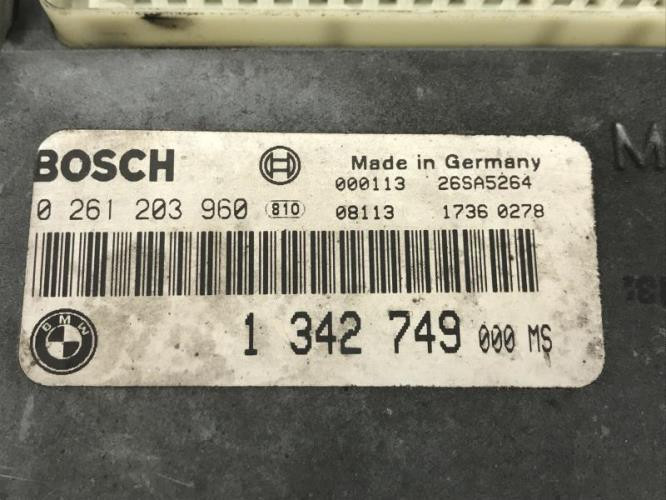 BOSCH
Made in Germany
000113 26SA5264
0 261 203 960 810
08113 1736 0278
BMW
1 342 749 000 MS